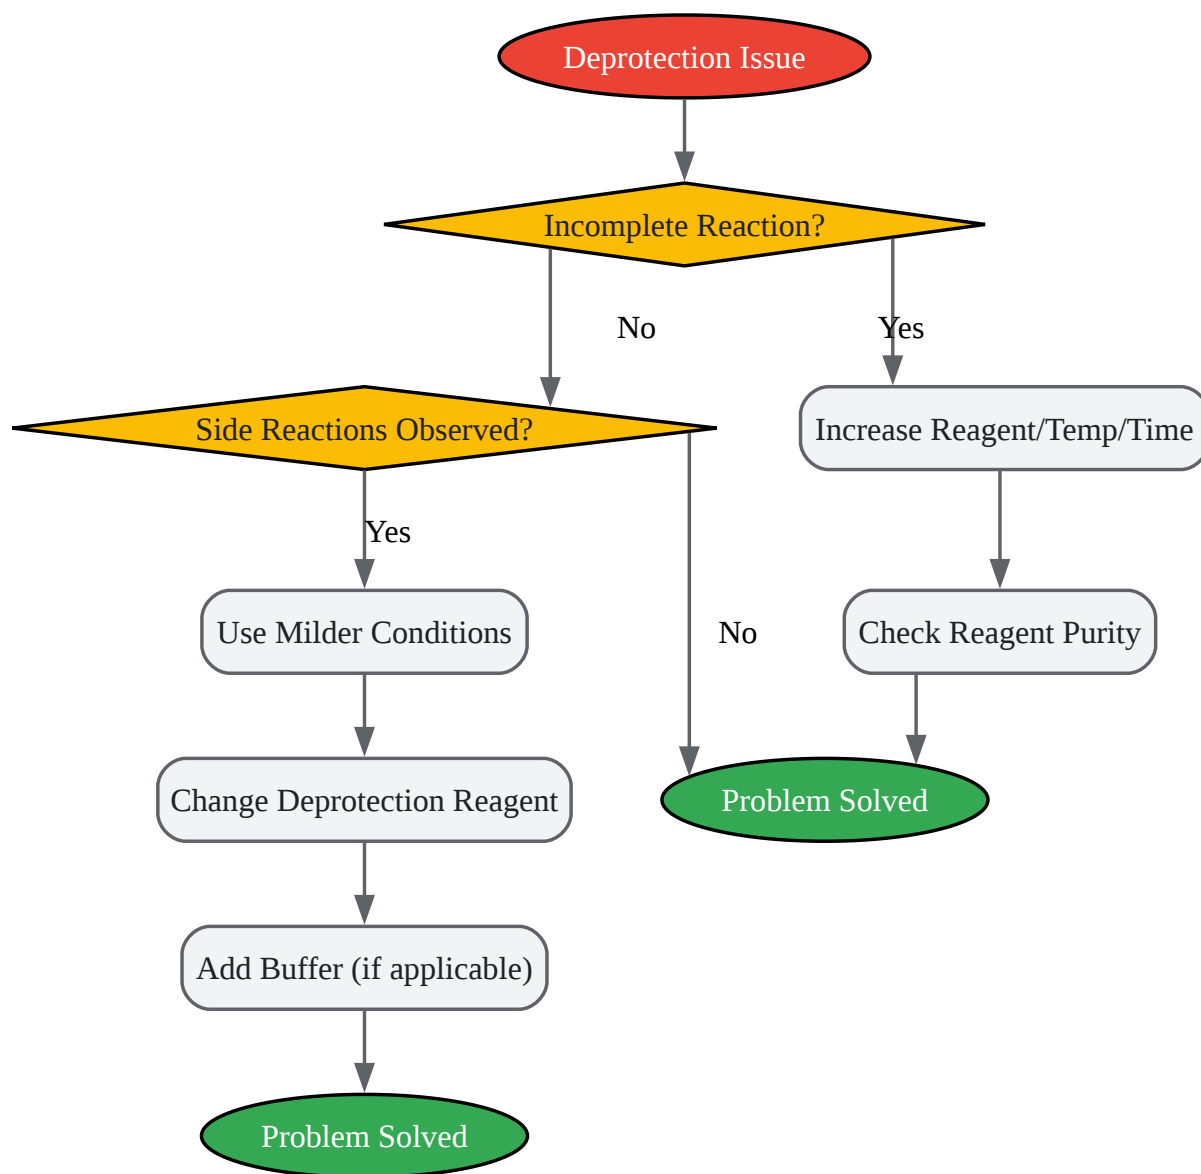 Deprotection Issue
Incomplete Reaction?
No
Yes
Side Reactions Observed?
Increase Reagent/Temp/Time
Yes
Use Milder Conditions
No
Check Reagent Purity
Change Deprotection Reagent
Problem Solved
Add Buffer (if applicable)
Problem Solved